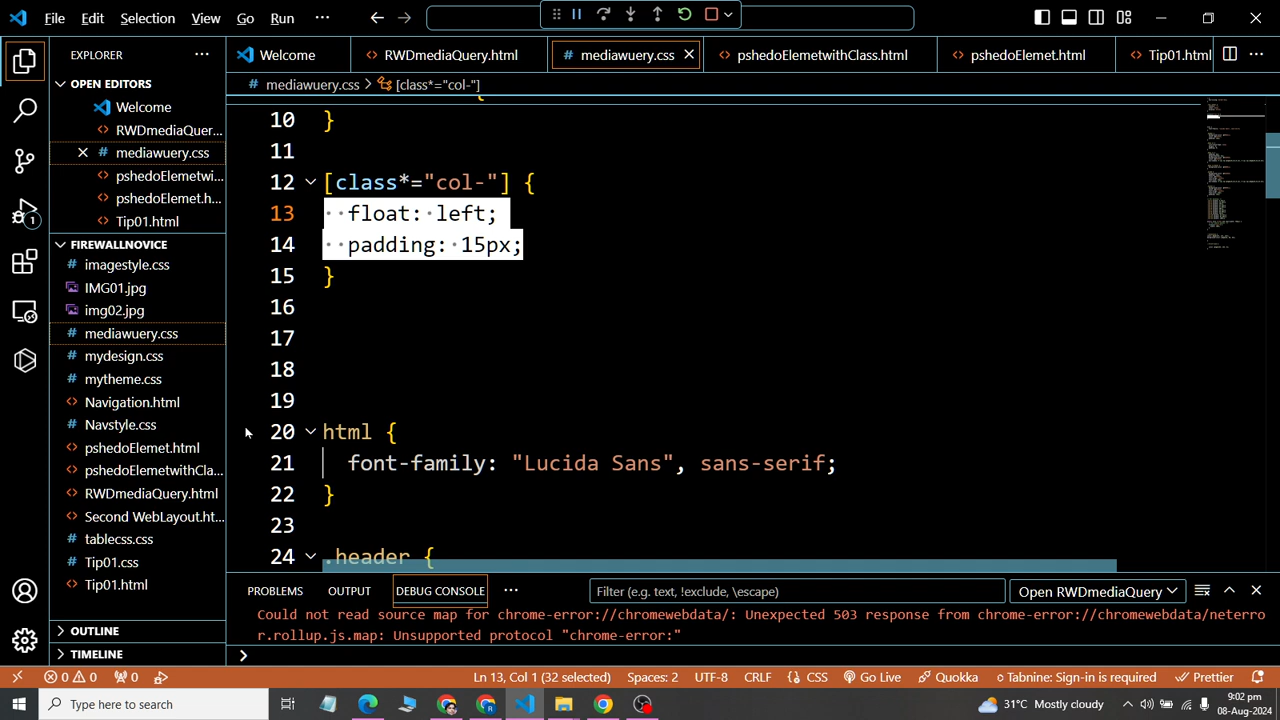 File Edit Selection View Go Run ···
EXPLORER ···
OPEN EDITORS
Welcome
RWDmediaQuer...
mediawuery.css
pshedoElemetwi...
pshedoElemet.h...
Tip01.html
FIREWALLNOVICE
imagestyle.css
IMG01.jpg
img02.jpg
mediawuery.css
mydesign.css
mytheme.css
Navigation.html
Navstyle.css
pshedoElemet.html
pshedoElemetwithCla...
RWDmediaQuery.html
Second WebLayout.ht...
tablecss.css
Tip01.css
Tip01.html
OUTLINE
TIMELINE
1
Welcome RWDmediaQuery.html # mediawuery.css pshedoElemetwithClass.html pshedoElemet.html Tip01.html ···
# mediawuery.css > [class*="col-"]
10 }
11
12 [class*="col-"] {
13 float: left;
14 padding: 15px;
15 }
16
17
18
19
20 html {
21 font-family: "Lucida Sans", sans-serif;
22 }
23
24 .header {
PROBLEMS OUTPUT DEBUG CONSOLE ··· Filter (e.g. text, !exclude, \escape) Open RWDmediaQuery
Could not read source map for chrome-error://chromewebdata/: Unexpected 503 response from chrome-error://chromewebdata/neterro
r.rollup.js.map: Unsupported protocol "chrome-error:"
>
0 0 0 Ln 13, Col 1 (32 selected) Spaces: 2 UTF-8 CRLF {} CSS Go Live Quokka Tabnine: Sign-in is required Prettier
Type here to search 31°C Mostly cloudy 9:02 pm
08-Aug-2024